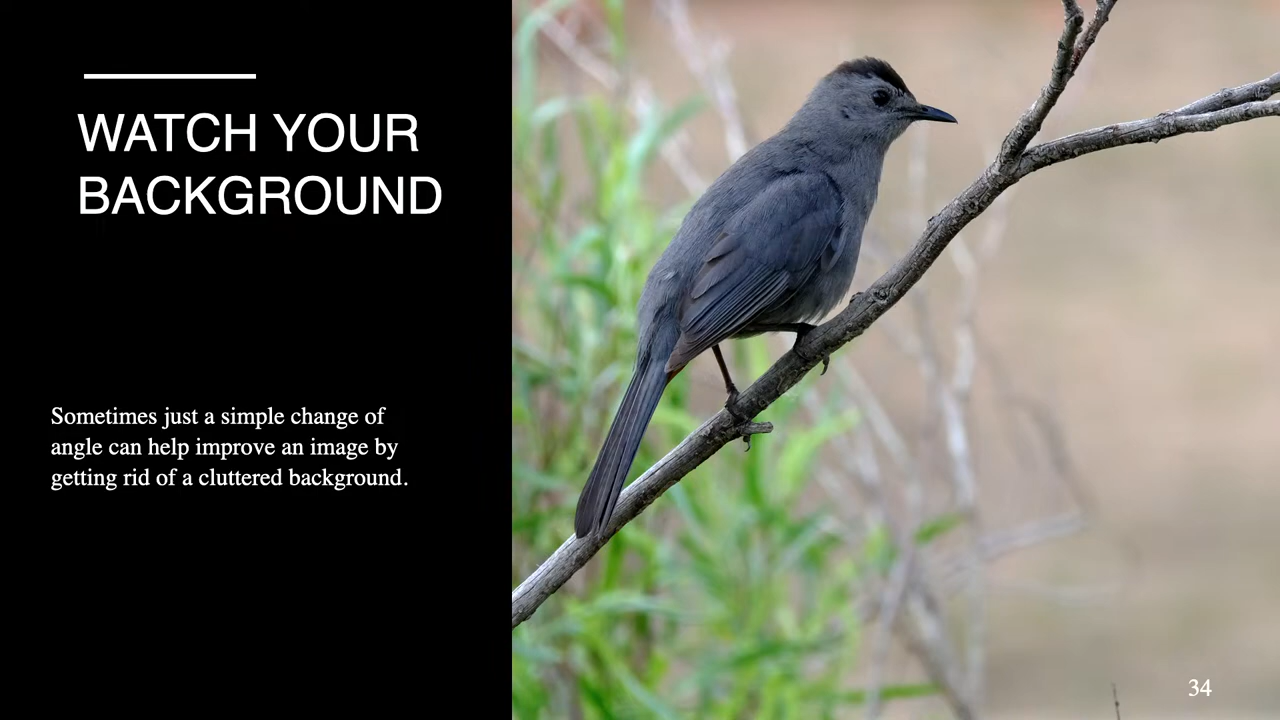 WATCH YOUR
BACKGROUND
Sometimes just a simple change of
angle can help improve an image by
getting rid of a cluttered background.
34